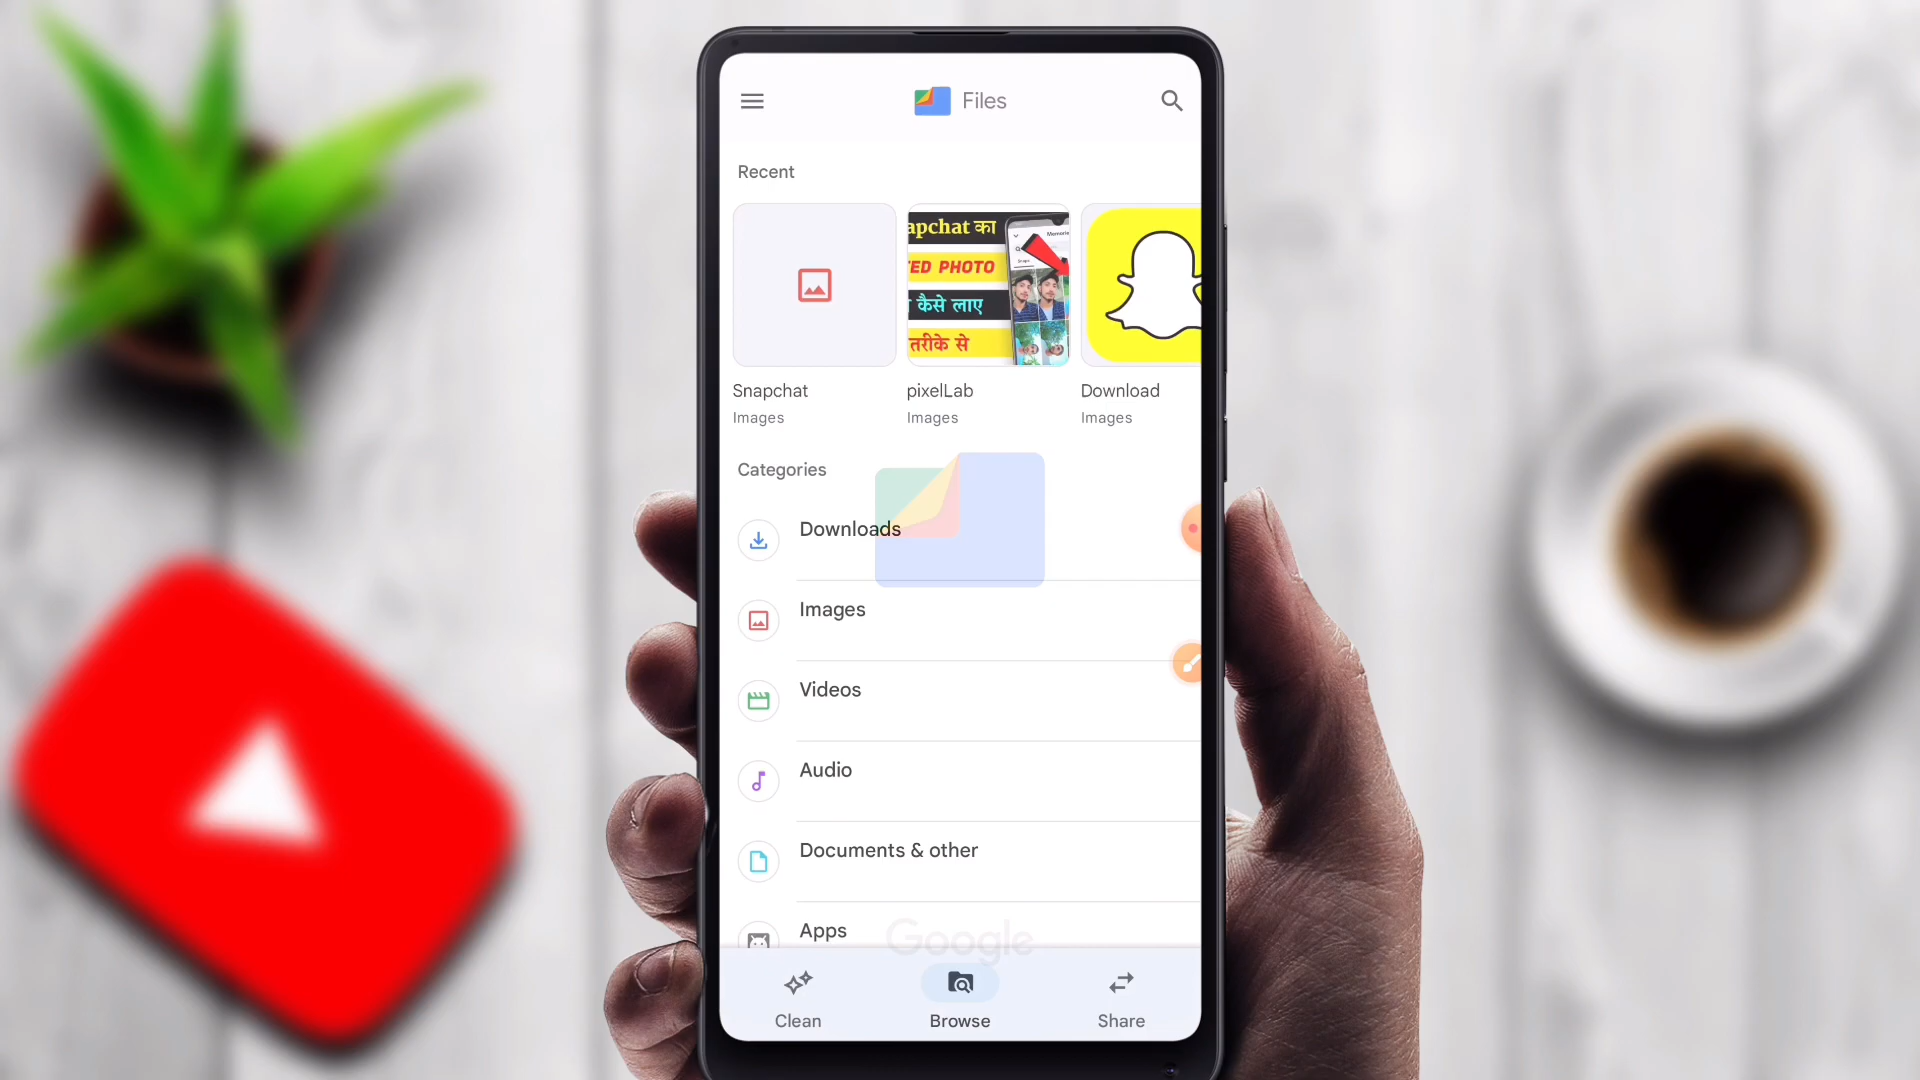 Files
Recent
apchat का
Memorie
ED PHOTO
कैसे लाए
तरीके से
Snapchat
Images
pixelLab
Images
Download
Images
Categories
Downloads
Images
Videos
Audio
Documents & other
Apps
Google
Clean
Browse
Share